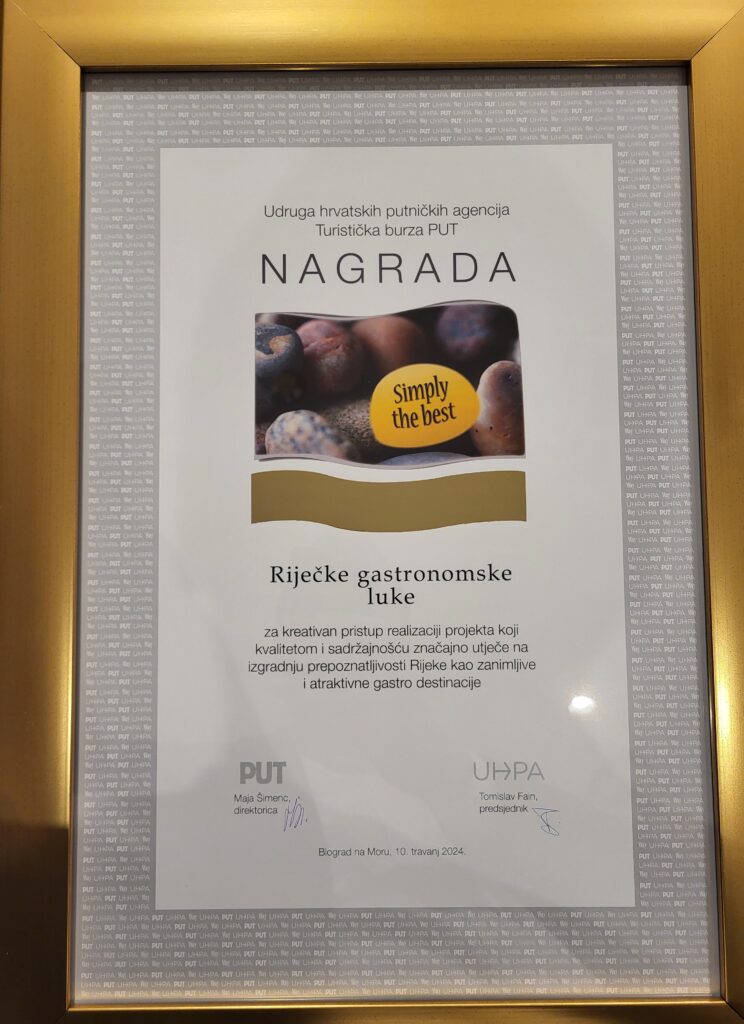 Udruga hrvatskih putničkih agencija
Turistička burza PUT
NAGRADA
Simply
the best
Riječke gastronomske
luke
za kreativan pristup realizaciji projekta koji
kvalitetom i sadržajnošću značajno utječe na
izgradnju prepoznatljivosti Rijeke kao zanimljive
i atraktivne gastro destinacije
PUT
Maja Šimenc,
direktorica
UHPA
Tomislav Fain,
predsjednik
Biograd na Moru, 10. travanj 2024.